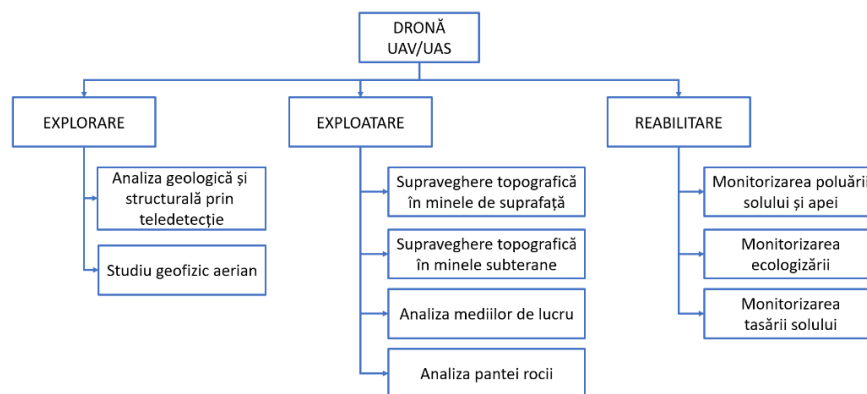 DRONĂ
UAV/UAS
EXPLORARE
EXPLOATARE
REABILITARE
Analiza geologică și
structurală prin
teledetecție
Studiu geofizic aerian
Supraveghere topografică
în minele de suprafață
Supraveghere topografică
în minele subterane
Analiza mediilor de lucru
Analiza pantei rocii
Monitorizarea poluării
solului și apei
Monitorizarea
ecologizării
Monitorizarea
tasării solului